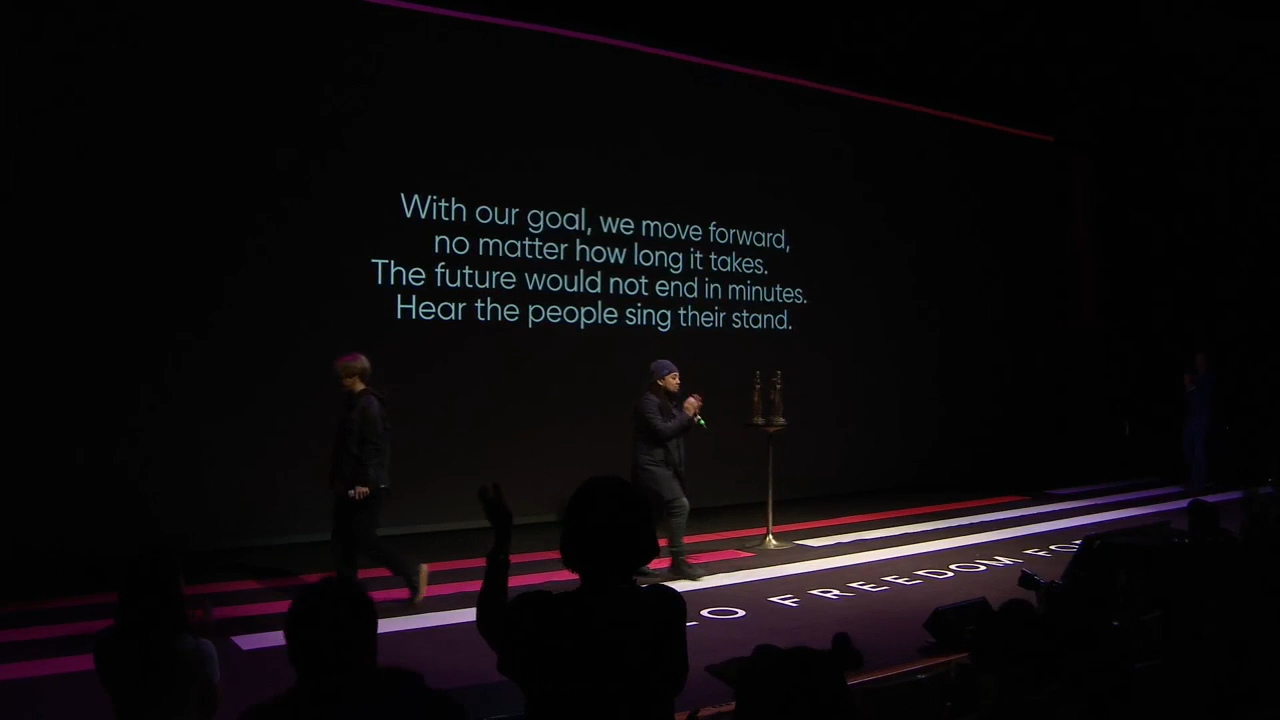 With our goal, we move forward,
no matter how long it takes.
The future would not end in minutes.
Hear the people sing their stand.
FREEDOM